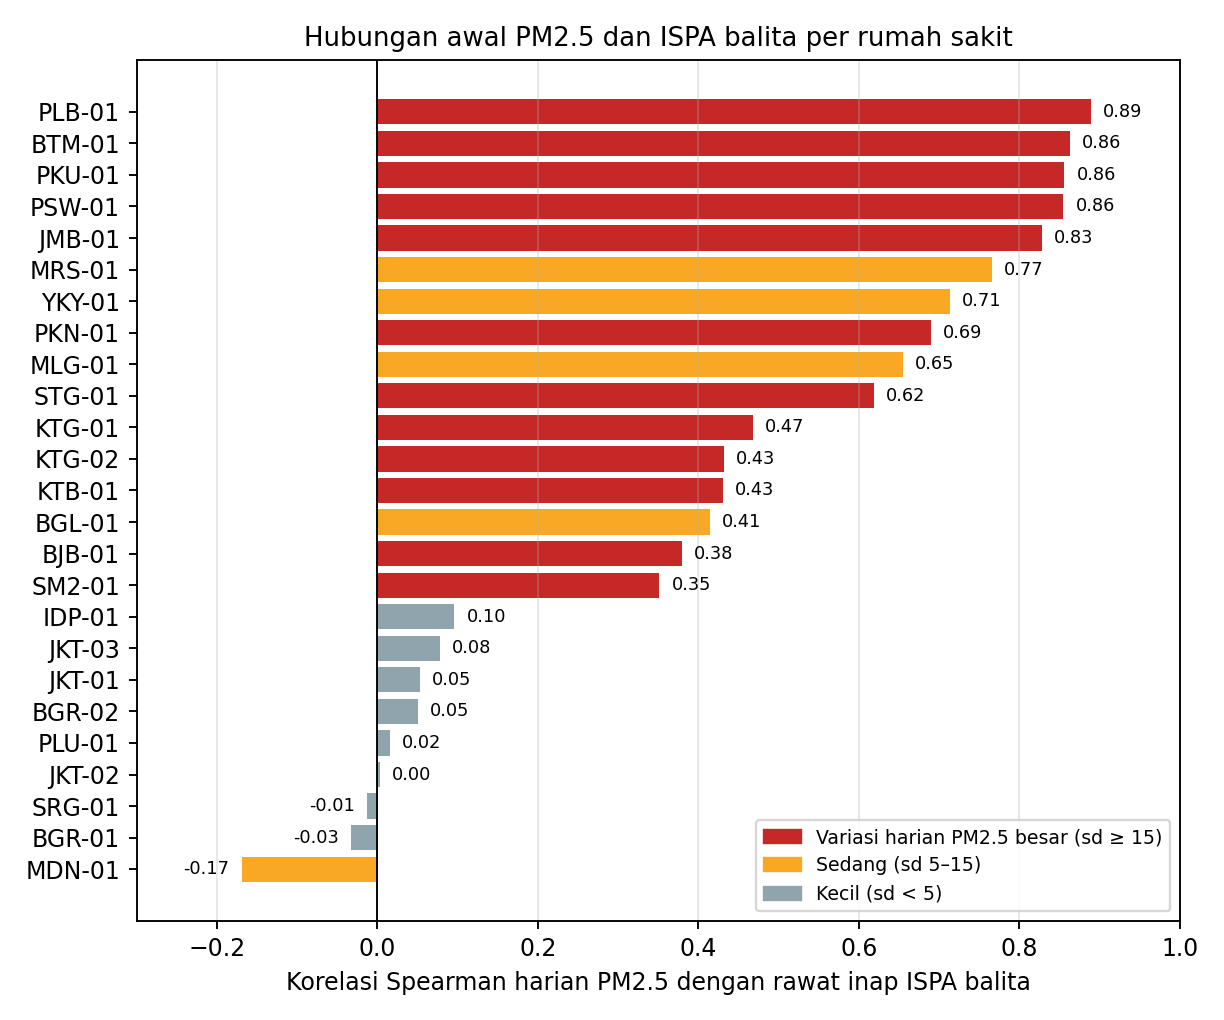 Hubungan awal PM2.5 dan ISPA balita per rumah sakit
PLB-01 0.89
BTM-01 0.86
PKU-01 0.86
PSW-01 0.86
JMB-01 0.83
MRS-01 0.77
YKY-01 0.71
PKN-01 0.69
MLG-01 0.65
STG-01 0.62
KTG-01 0.47
KTG-02 0.43
KTB-01 0.43
BGL-01 0.41
BJB-01 0.38
SM2-01 0.35
IDP-01 0.10
JKT-03 0.08
JKT-01 0.05
BGR-02 0.05
PLU-01 0.02
JKT-02 0.00
SRG-01 -0.01
BGR-01 -0.03
MDN-01 -0.17
Variasi harian PM2.5 besar (sd ≥ 15)
Sedang (sd 5–15)
Kecil (sd < 5)
−0.2 0.0 0.2 0.4 0.6 0.8 1.0
Korelasi Spearman harian PM2.5 dengan rawat inap ISPA balita